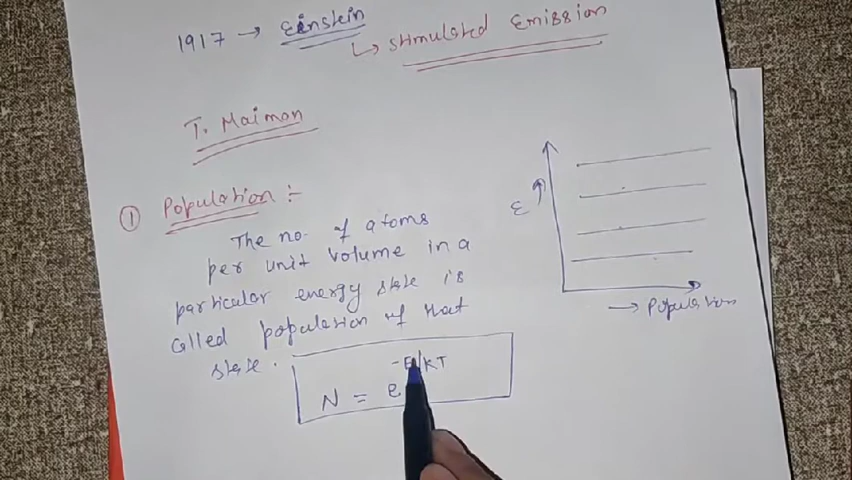 1917 → Einstein
↳ stimulated Emission
T. Maiman
① Population :-
The no. of atoms
per unit volume in a
particular energy state is
called population of that
state.
N = e^-E/KT
E
→ Population